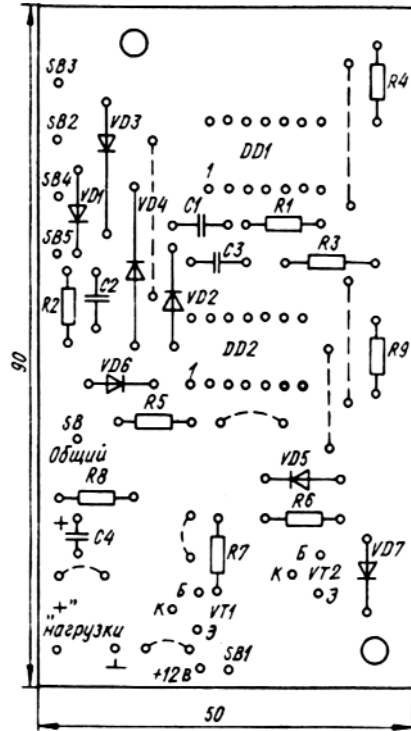 SB3
R4
SB2
VD3
DD1
SB4
VD1
1
VD4
C1
R1
SB5
C3
R3
R2
C2
VD2
90
DD2
R9
VD6
1
R5
SB
Общий
R8
VD5
R6
+
C4
R7
Б
К
VT2
Э
VD7
"+"
нагрузки
Б
К
VT1
Э
⊥
+12В
SB1
50